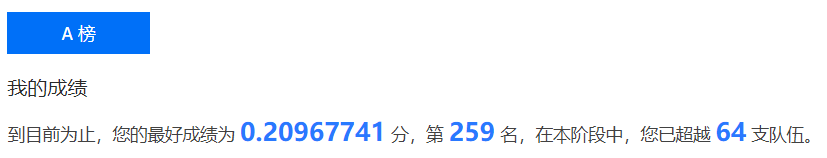 A 榜
我的成绩
到目前为止，您的最好成绩为 0.20967741 分，第 259 名，在本阶段中，您已超越 64 支队伍。